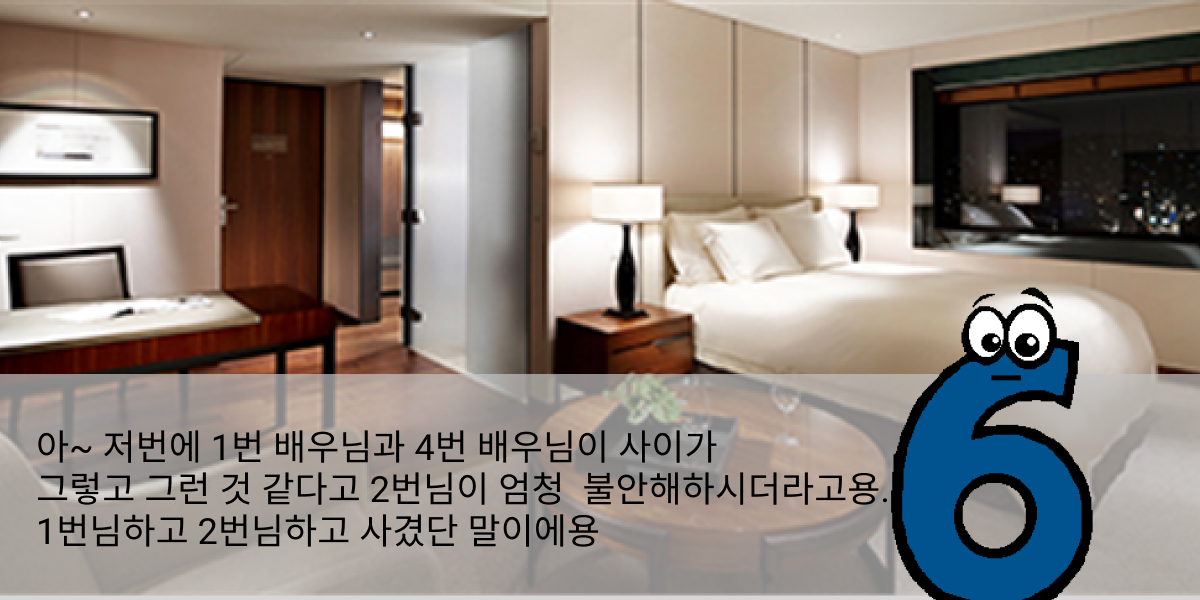 아~ 저번에 1번 배우님과 4번 배우님이 사이가
그렇고 그런 것 같다고 2번님이 엄청 불안해하시더라고용.
1번님하고 2번님하고 사겼단 말이에용